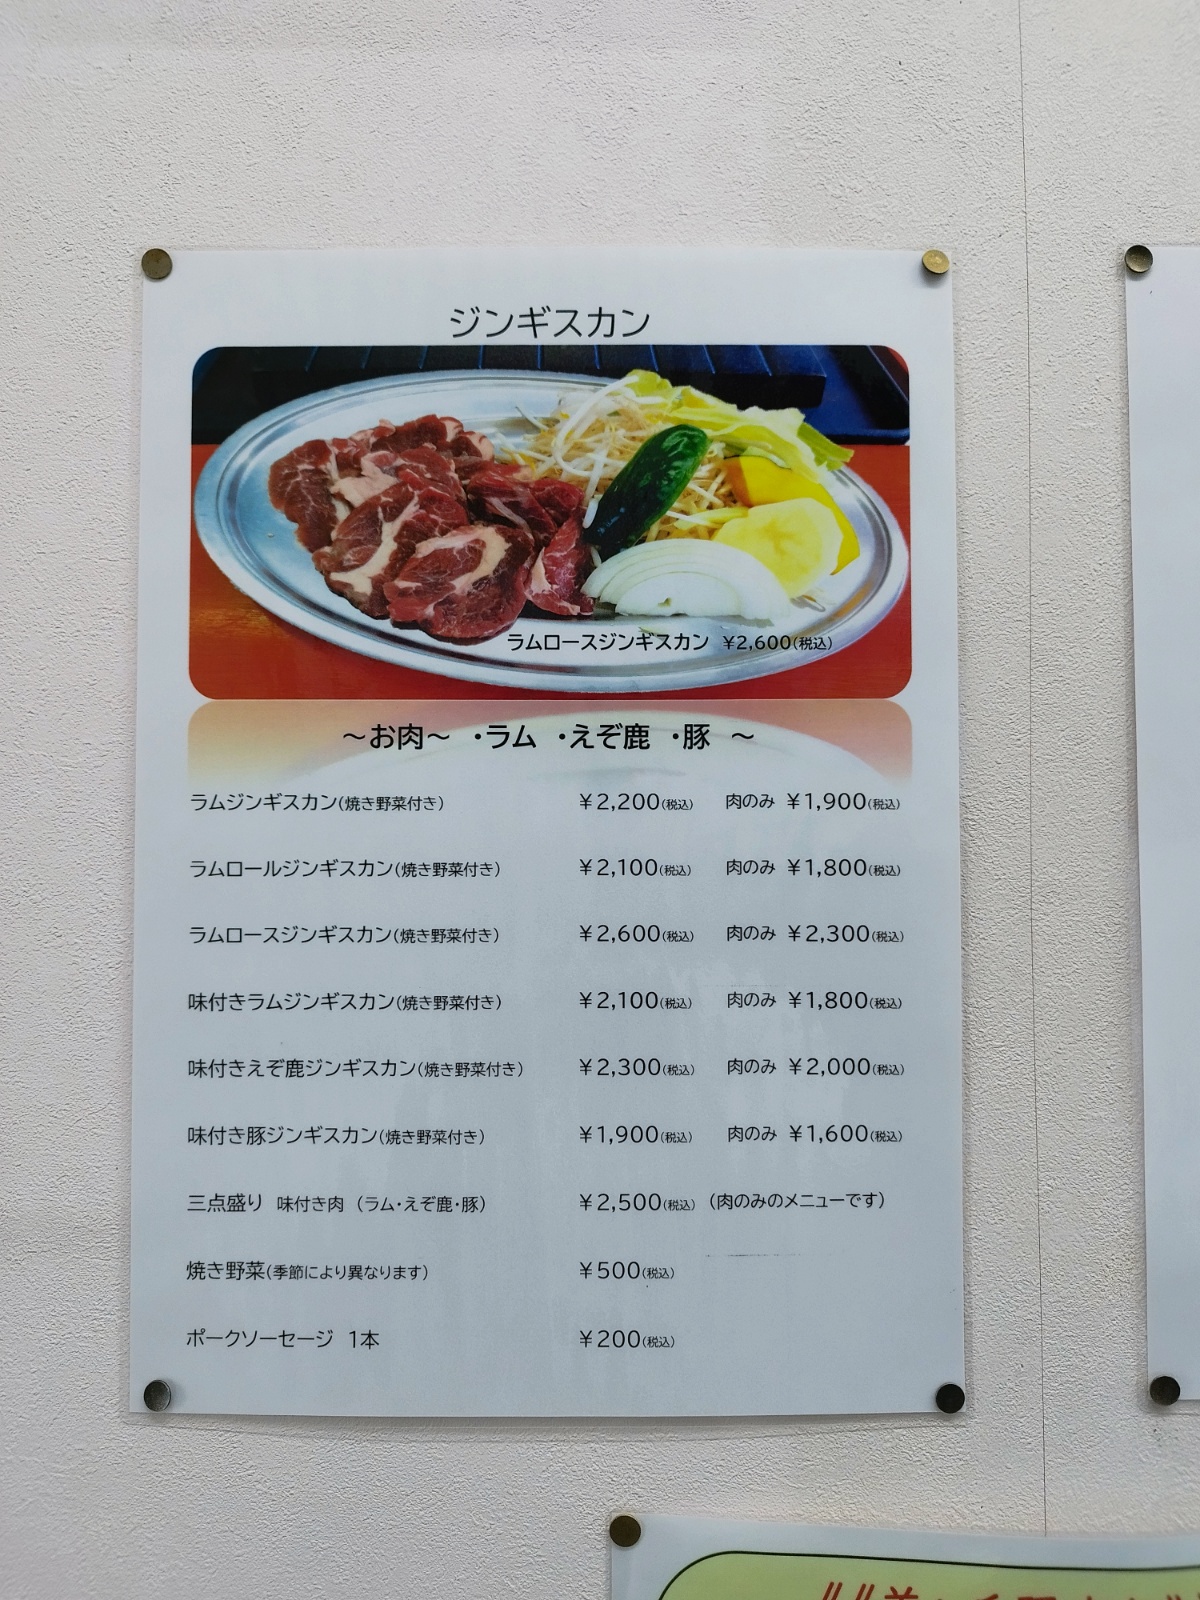 ジンギスカン
ラムロースジンギスカン ￥2,600(税込)
～お肉～ ・ラム ・えぞ鹿 ・豚 ～
ラムジンギスカン(焼き野菜付き) ￥2,200(税込) 肉のみ ￥1,900(税込)
ラムロールジンギスカン(焼き野菜付き) ￥2,100(税込) 肉のみ ￥1,800(税込)
ラムロースジンギスカン(焼き野菜付き) ￥2,600(税込) 肉のみ ￥2,300(税込)
味付きラムジンギスカン(焼き野菜付き) ￥2,100(税込) 肉のみ ￥1,800(税込)
味付きえぞ鹿ジンギスカン(焼き野菜付き) ￥2,300(税込) 肉のみ ￥2,000(税込)
味付き豚ジンギスカン(焼き野菜付き) ￥1,900(税込) 肉のみ ￥1,600(税込)
三点盛り 味付き肉 （ラム・えぞ鹿・豚） ￥2,500(税込) （肉のみのメニューです）
焼き野菜(季節により異なります) ￥500(税込)
ポークソーセージ 1本 ￥200(税込)